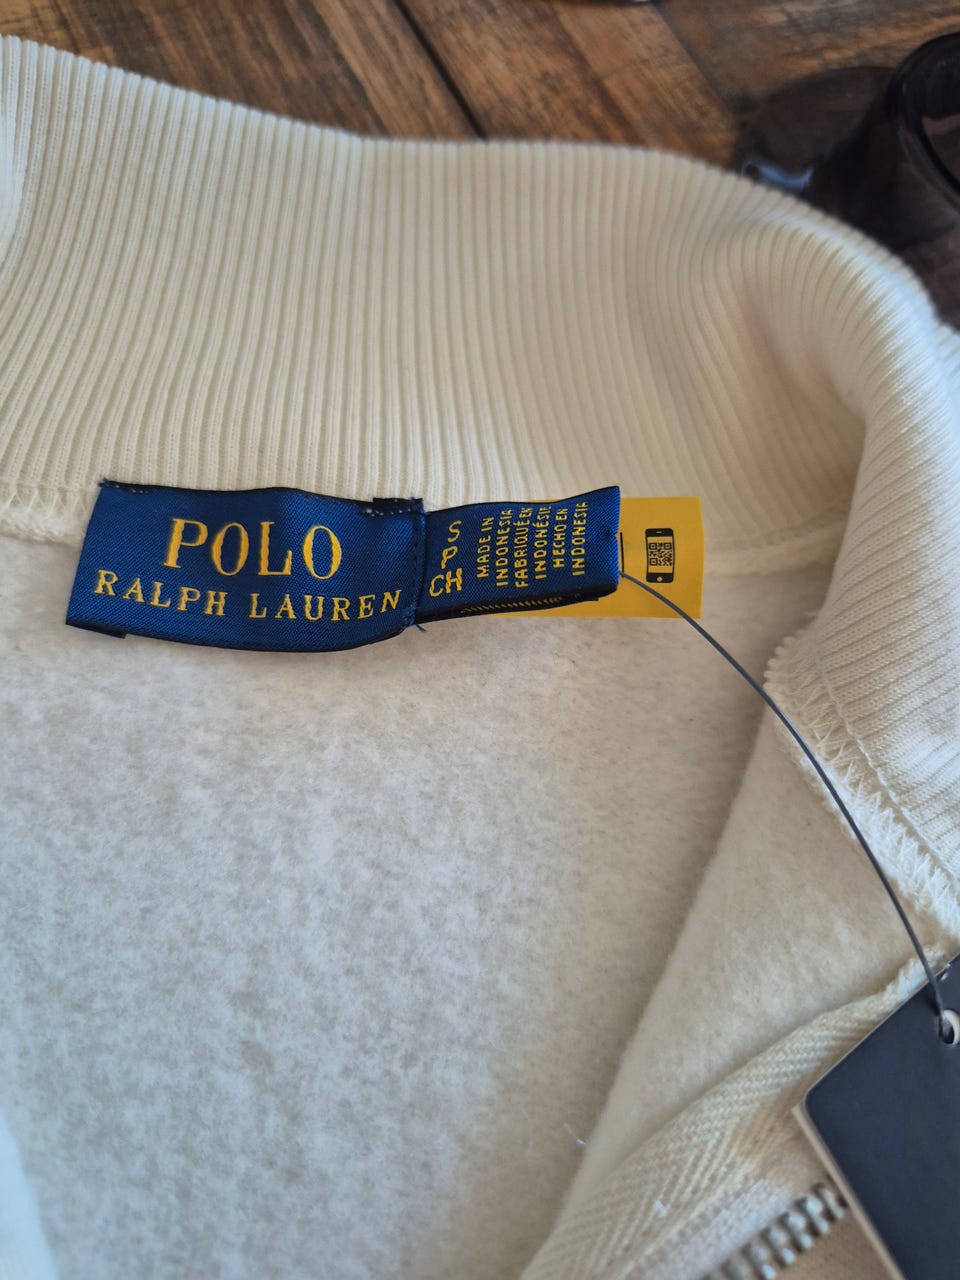 POLO
RALPH LAUREN
S
P
CH
MADE IN
INDONESIA
FABRIQUÉ EN
INDONÉSIE
HECHO EN
INDONESIA